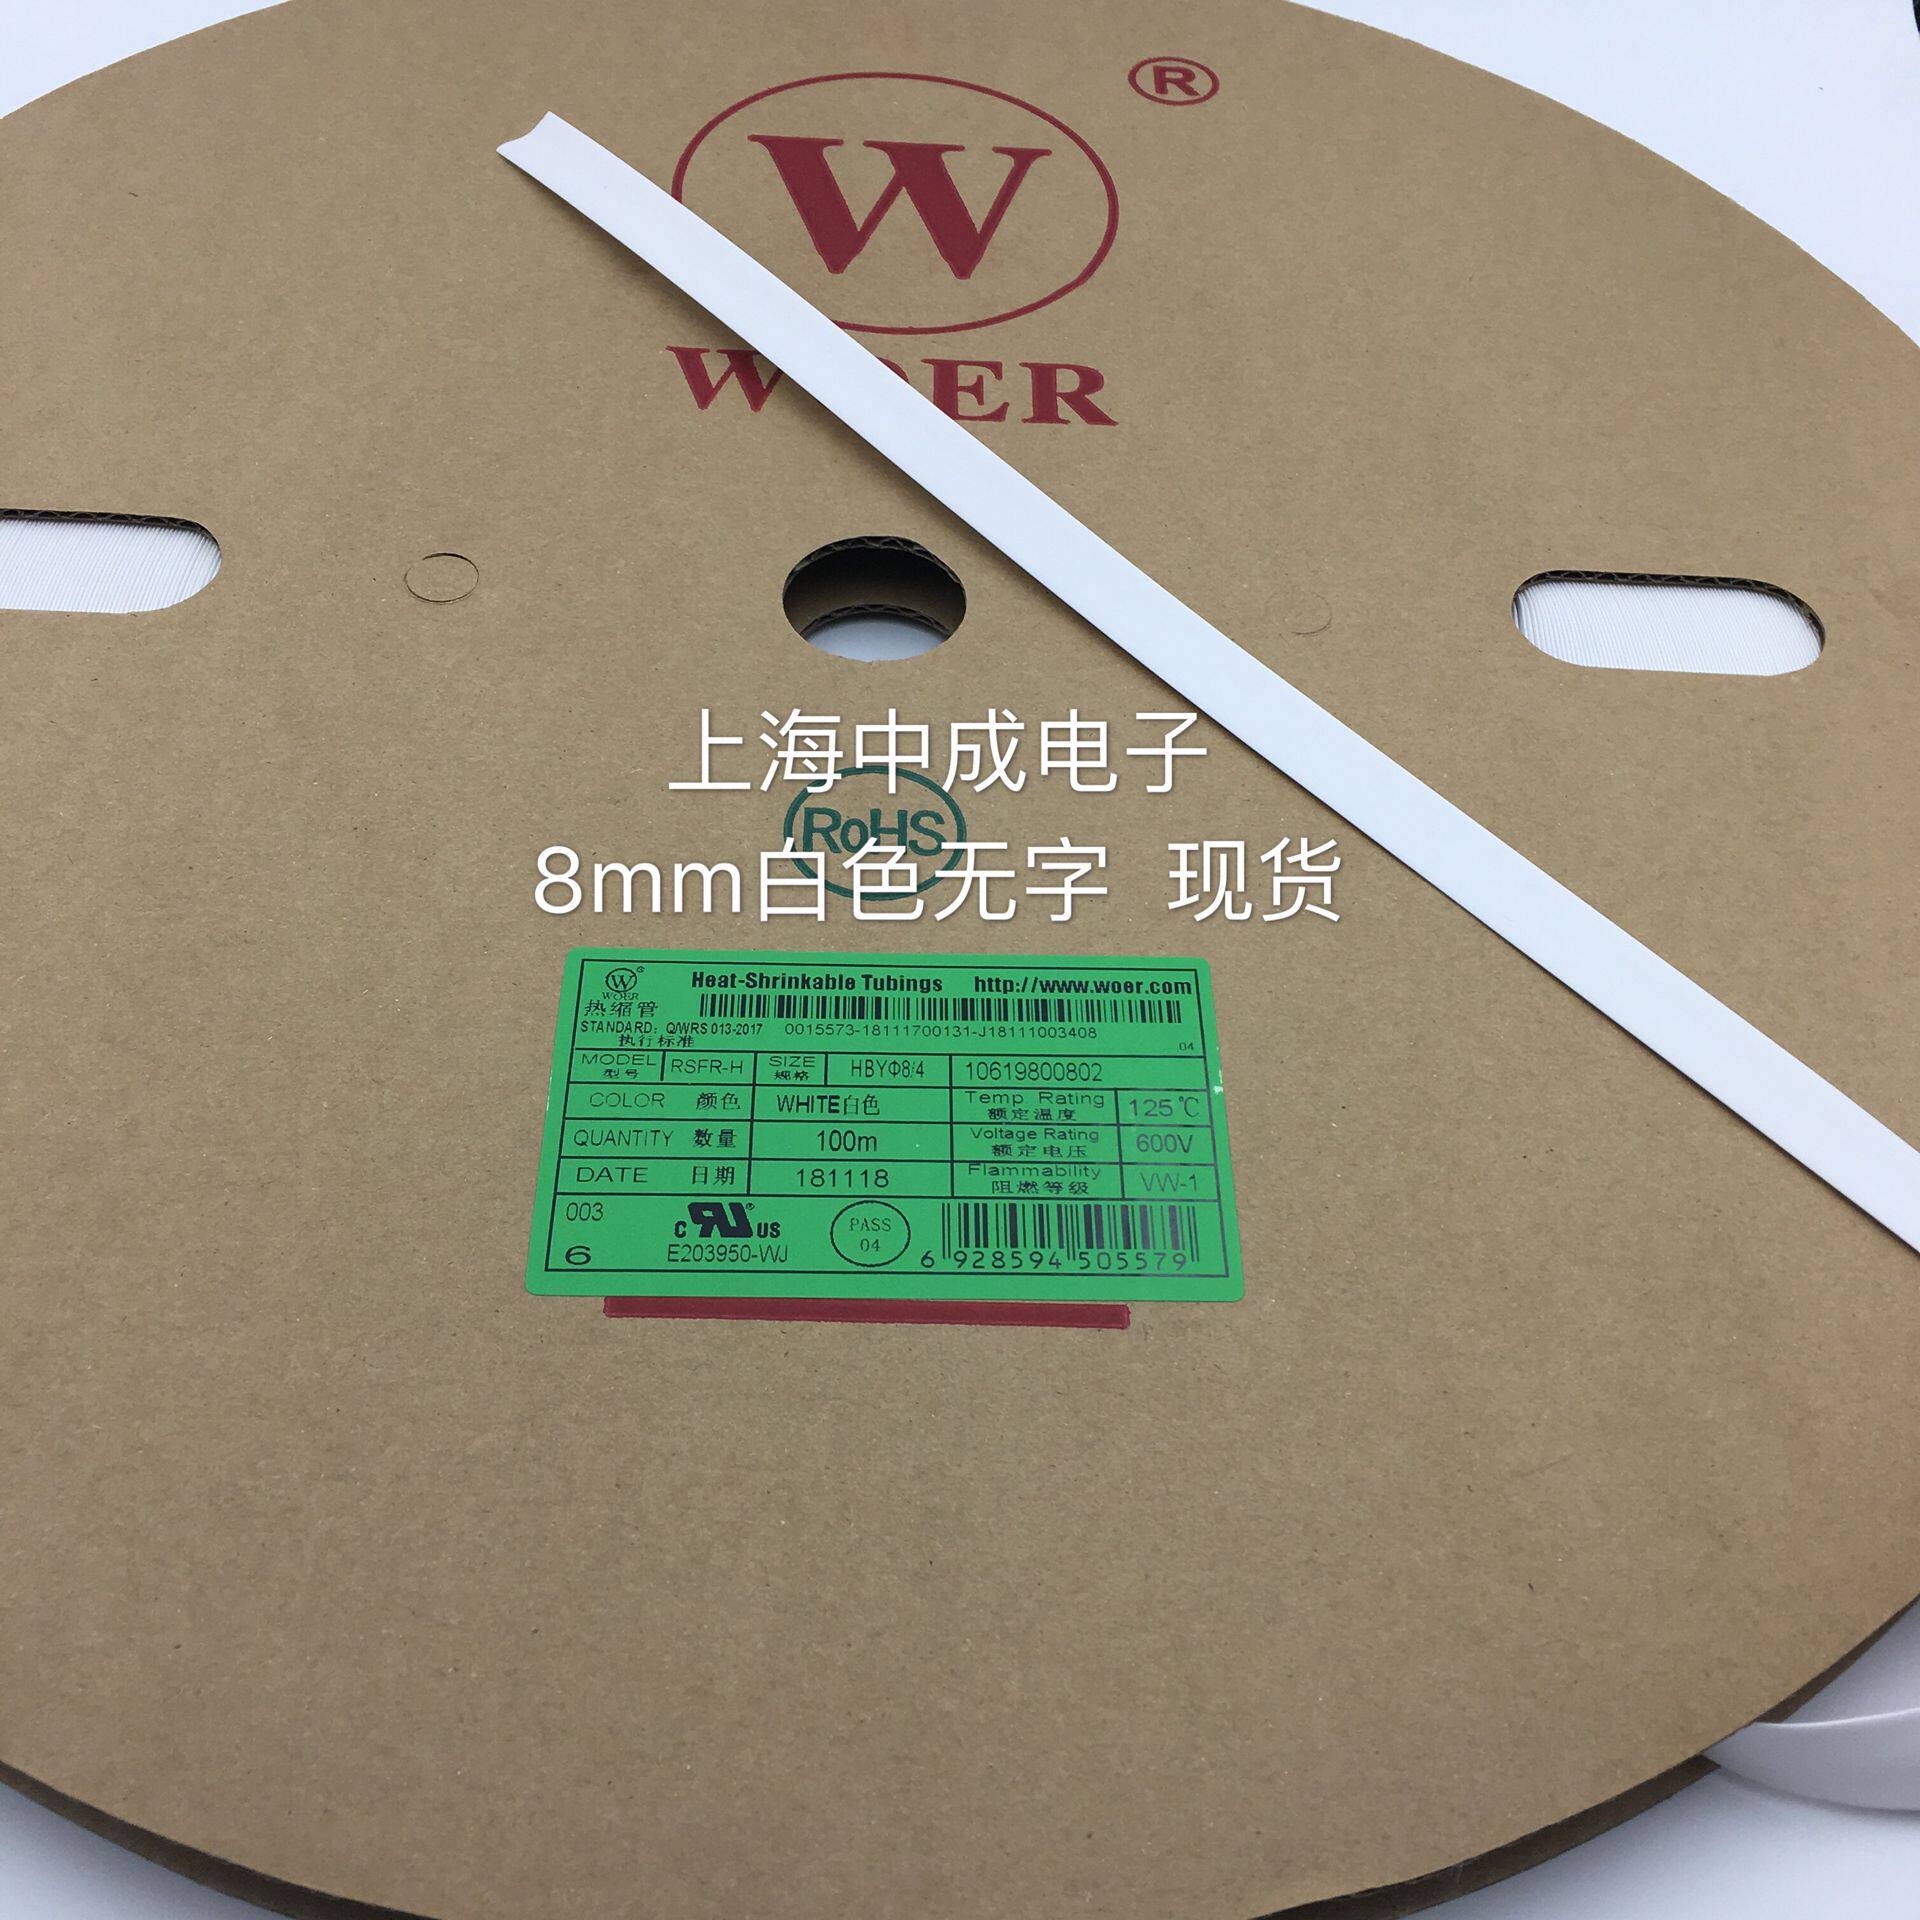 ®
W
WOER
上海中成电子
RoHS
8mm白色无字 现货
W®
WOER
Heat-Shrinkable Tubings http://www.woer.com
热缩管
STANDARD: Q/WRS 013-2017 0015573-18111700131-J18111003408
执行标准
04
MODEL RSFR-H SIZE HBYΦ8/4 10619800802
型号 规格
COLOR 颜色 WHITE白色 Temp Rating 125℃
额定温度
QUANTITY 数量 100m Voltage Rating 600V
额定电压
DATE 日期 181118 Flammability VW-1
阻燃等级
003
c RU® US PASS
04
6 E203950-WJ 6 928594 505579